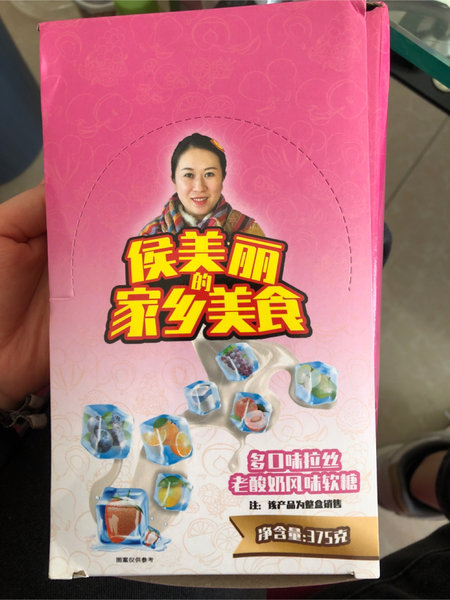 侯美丽
的
家乡美食
多口味拉丝
老酸奶风味软糖
注：该产品为整盒销售
净含量:375克
图案仅供参考